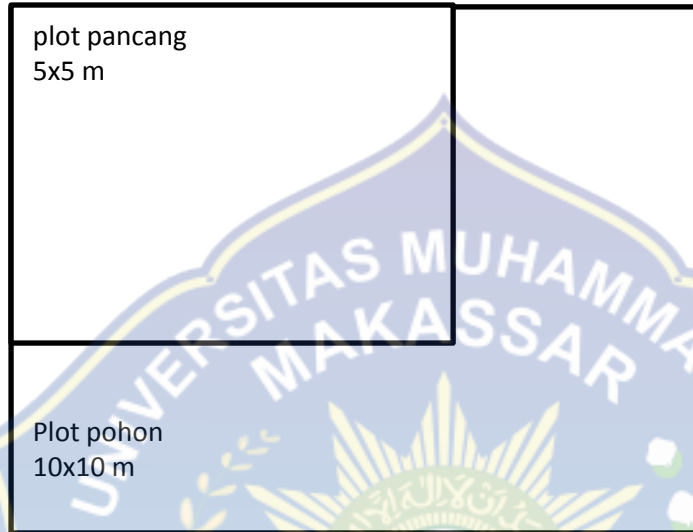 plot pancang
5x5 m
UNIVERSITAS MUHAMMA
MAKASSAR
Plot pohon
10x10 m